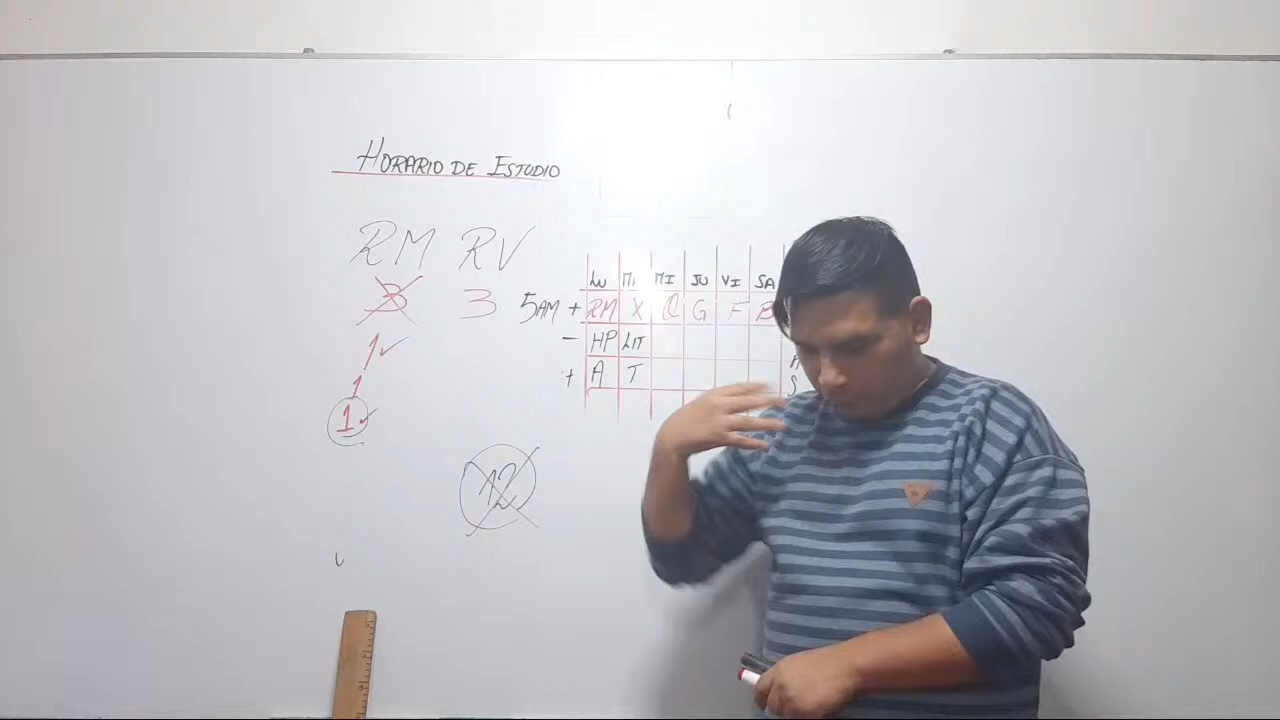 HORARIO DE ESTUDIO
RM RV
3 3
1
1
1
12
LU MA MI JU VI SA
5AM + RM X Q G F B
- HP LIT
+ A T
A
S